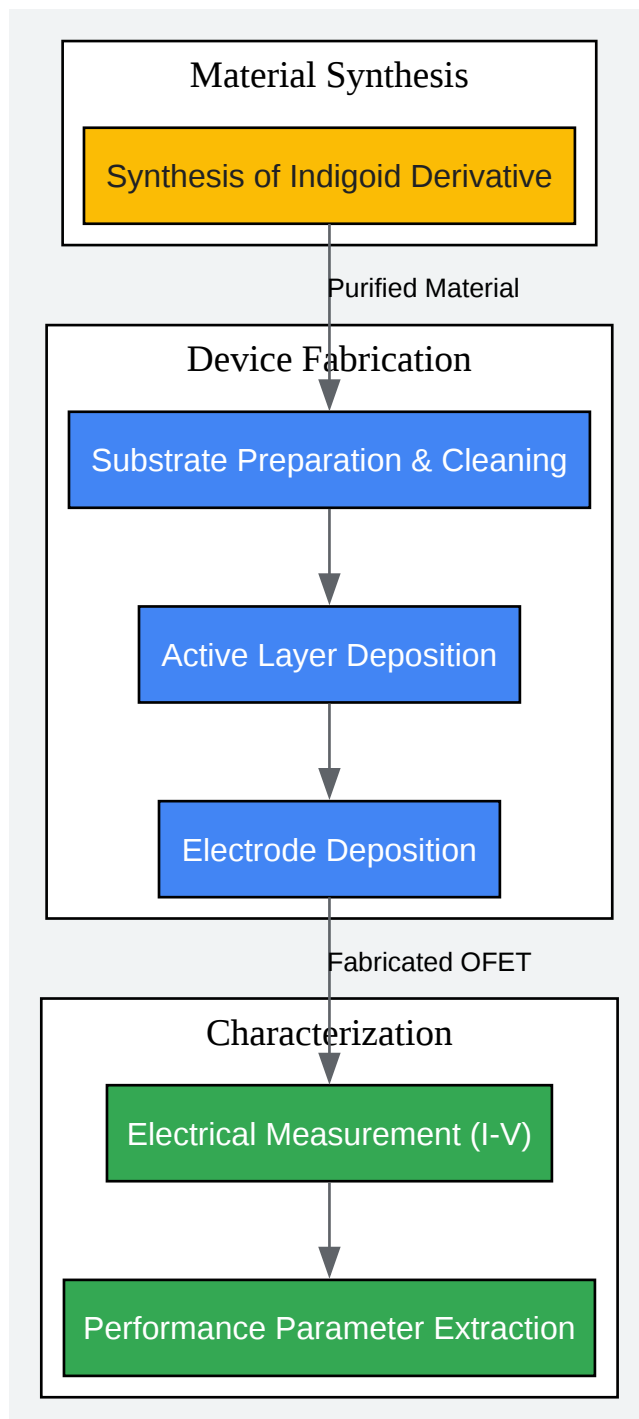 Material Synthesis
Synthesis of Indigoid Derivative
Purified Material
Device Fabrication
Substrate Preparation & Cleaning
Active Layer Deposition
Electrode Deposition
Fabricated OFET
Characterization
Electrical Measurement (I-V)
Performance Parameter Extraction